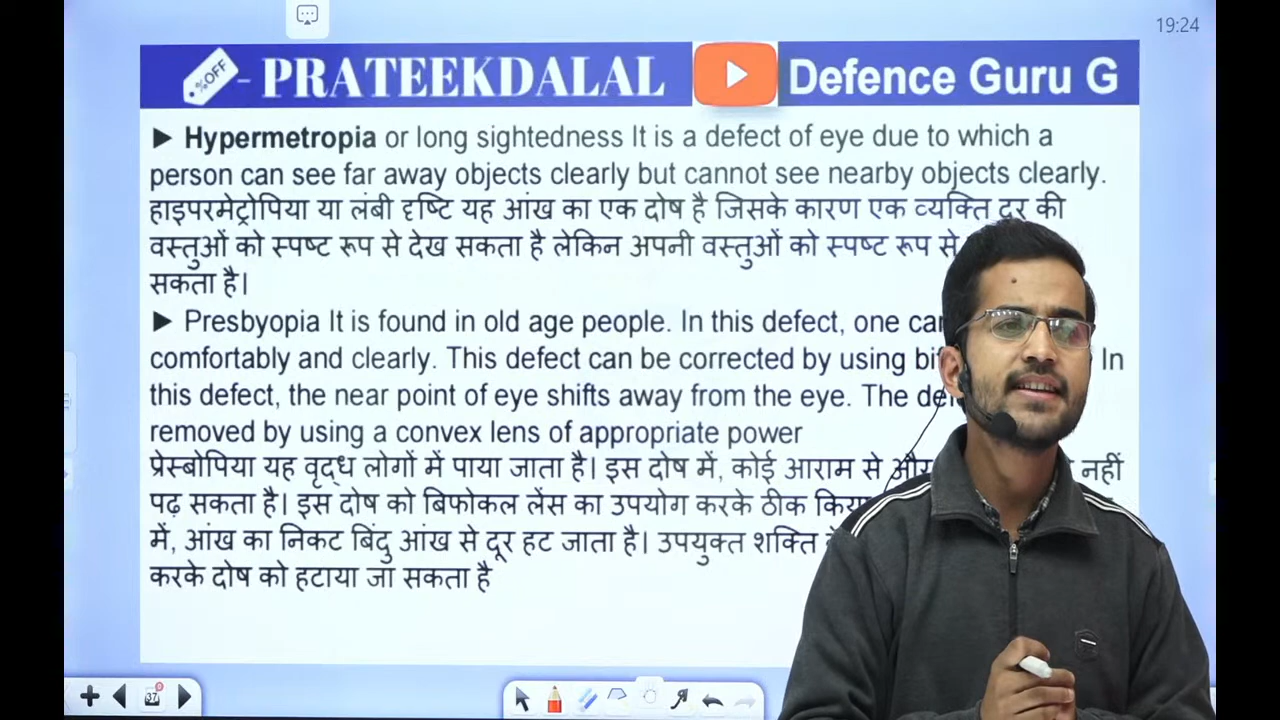 19:24
%OFF - PRATEEKDALAL Defence Guru G
► Hypermetropia or long sightedness It is a defect of eye due to which a
person can see far away objects clearly but cannot see nearby objects clearly.
हाइपरमेट्रोपिया या लंबी दृष्टि यह आंख का एक दोष है जिसके कारण एक व्यक्ति दूर की
वस्तुओं को स्पष्ट रूप से देख सकता है लेकिन अपनी वस्तुओं को स्पष्ट रूप से
सकता है।
► Presbyopia It is found in old age people. In this defect, one
comfortably and clearly. This defect can be corrected by using In
this defect, the near point of eye shifts away from the eye. The
removed by using a convex lens of appropriate power
प्रेस्बोपिया यह वृद्ध लोगों में पाया जाता है। इस दोष में, कोई आराम से और नहीं
पढ़ सकता है। इस दोष को बिफोकल लेंस का उपयोग करके ठीक
में, आंख का निकट बिंदु आंख से दूर हट जाता है। उपयुक्त शक्ति
करके दोष को हटाया जा सकता है
37